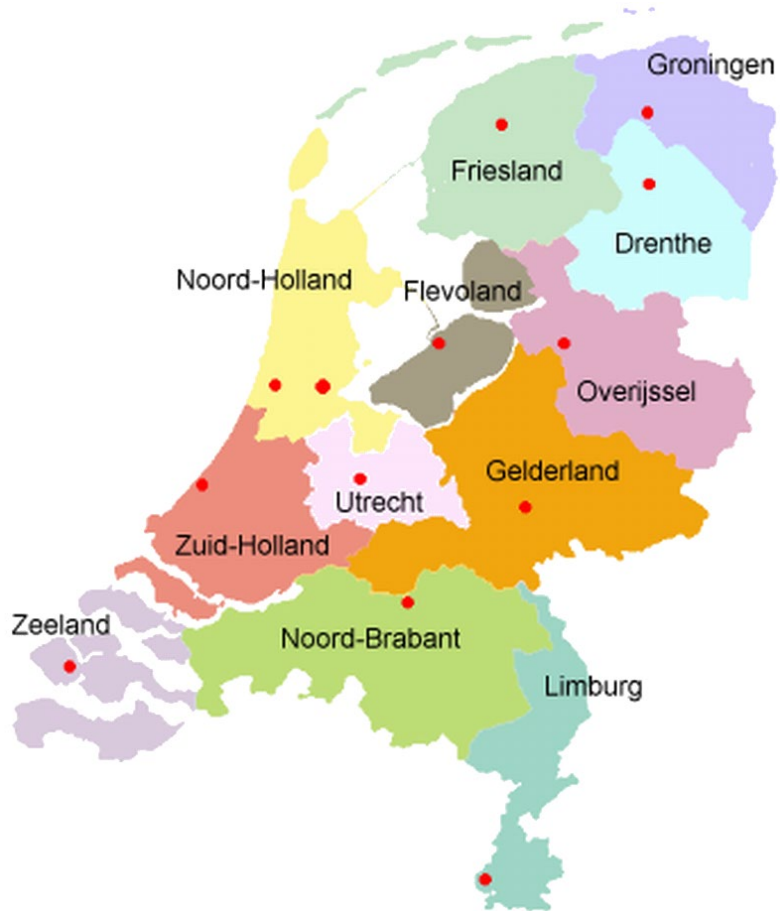 Groningen
Friesland
Drenthe
Noord-Holland
Flevoland
Overijssel
Gelderland
Utrecht
Zuid-Holland
Zeeland
Noord-Brabant
Limburg